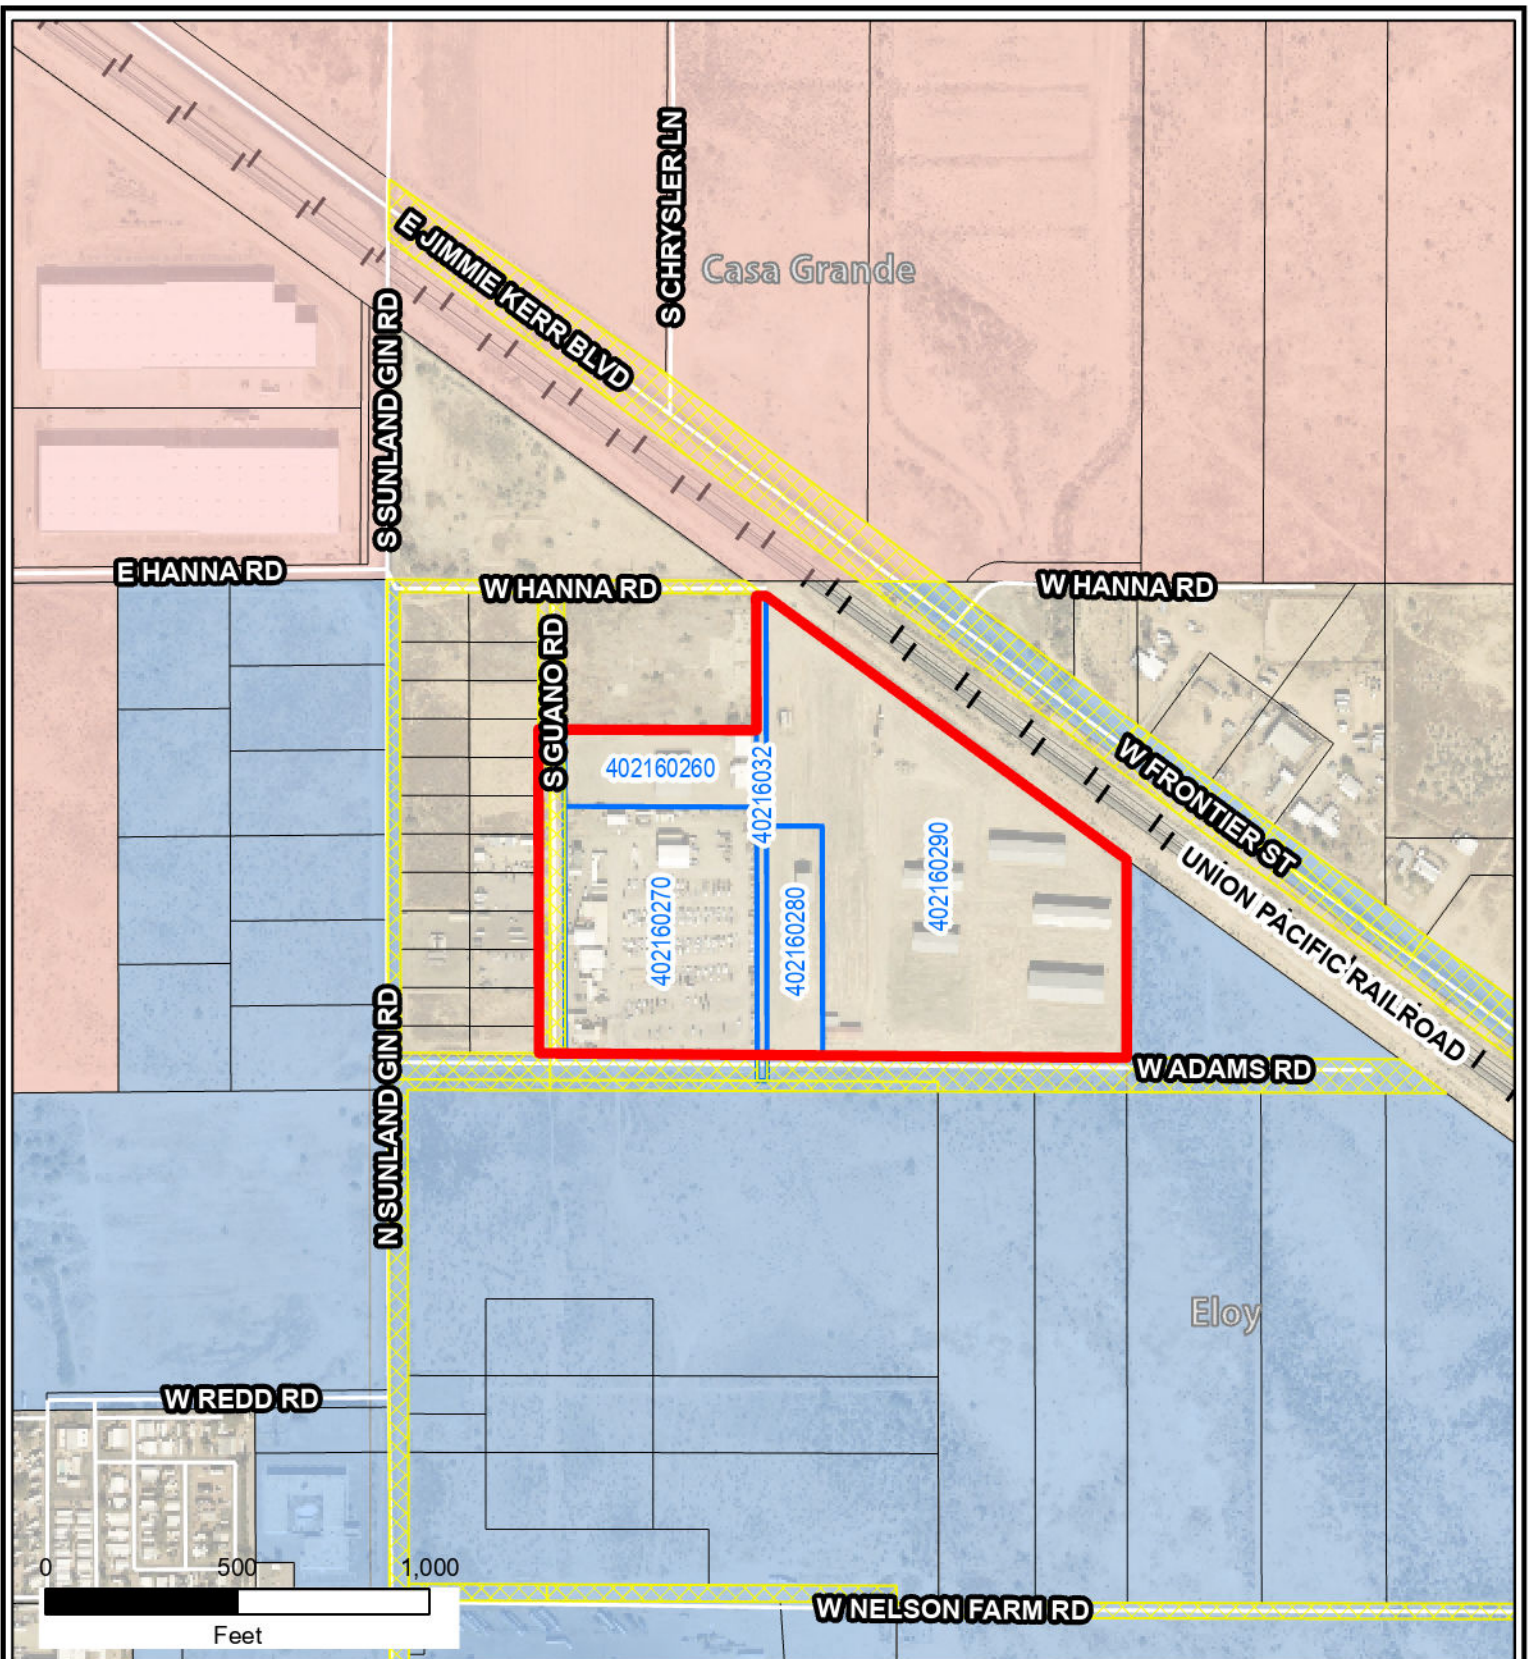 S CHRYSLER LN
E JIMMIE KERR BLVD
Casa Grande
S SUNLAND GIN RD
E HANNA RD
W HANNA RD
W HANNA RD
S GUANO RD
402160260
40216032
402160270
402160280
402160290
W FRONTIER ST
UNION PACIFIC RAILROAD
W ADAMS RD
N SUNLAND GIN RD
Eloy
W REDD RD
0 500 1,000
Feet
W NELSON FARM RD